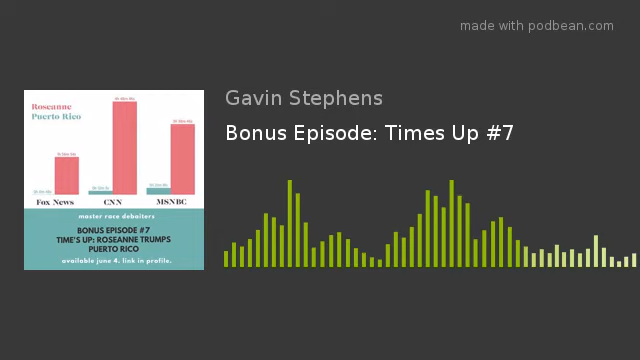 made with podbean.com
Gavin Stephens
Bonus Episode: Times Up #7
Roseanne
Puerto Rico
Fox News CNN MSNBC
master race debaiters
BONUS EPISODE #7
TIME'S UP: ROSEANNE TRUMPS
PUERTO RICO
available june 4. link in profile.